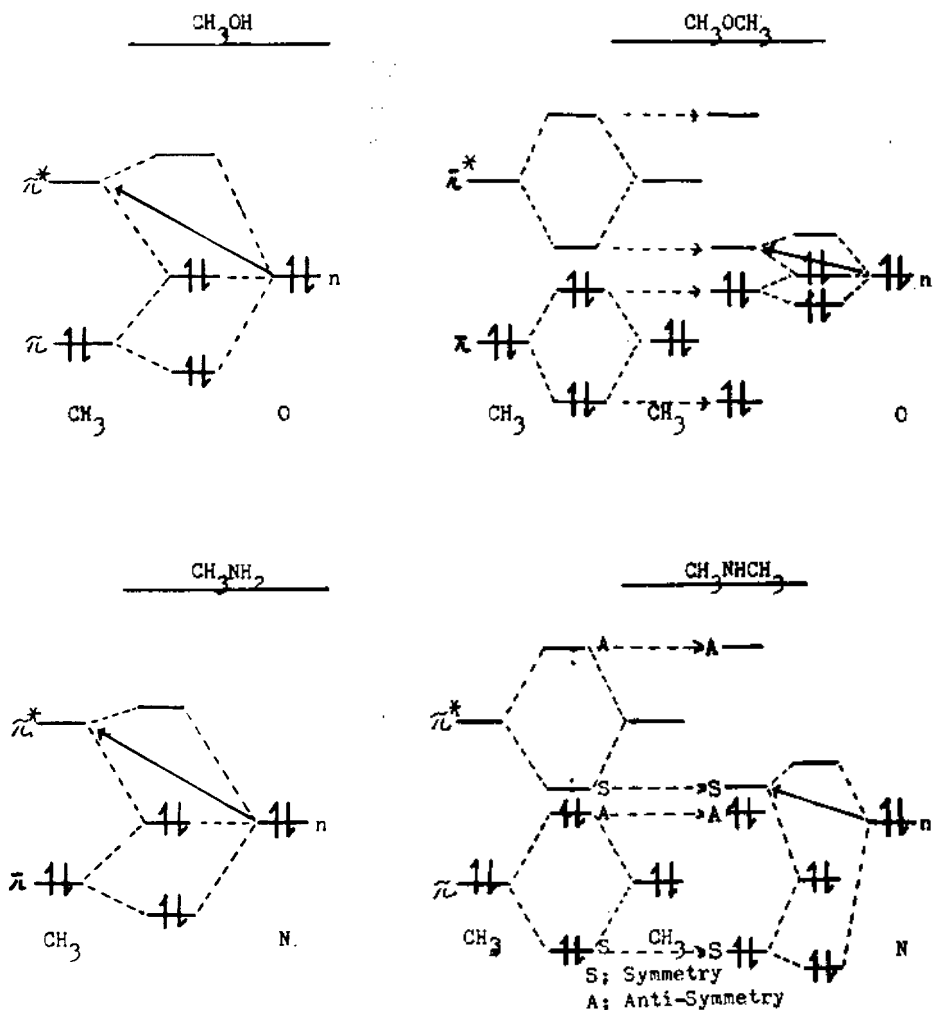 CH3OH
CH3OCH3
π*
π*
n
n
π
π
CH3
O
CH3
CH3
O
CH3NH2
CH3NHCH3
A
A
π*
π*
S
S
n
A
A
n
π
π
CH3
N.
CH3
S
CH3
S
N
S; Symmetry
A; Anti-Symmetry